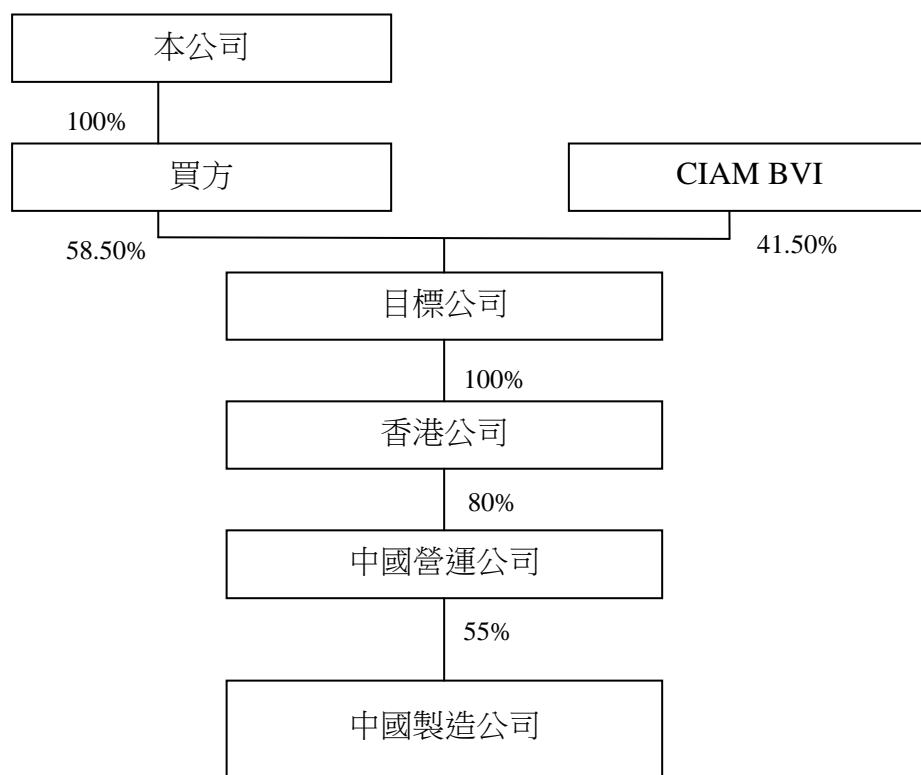 本公司
100%
買方
CIAM BVI
58.50%
41.50%
目標公司
100%
香港公司
80%
中國營運公司
55%
中國製造公司